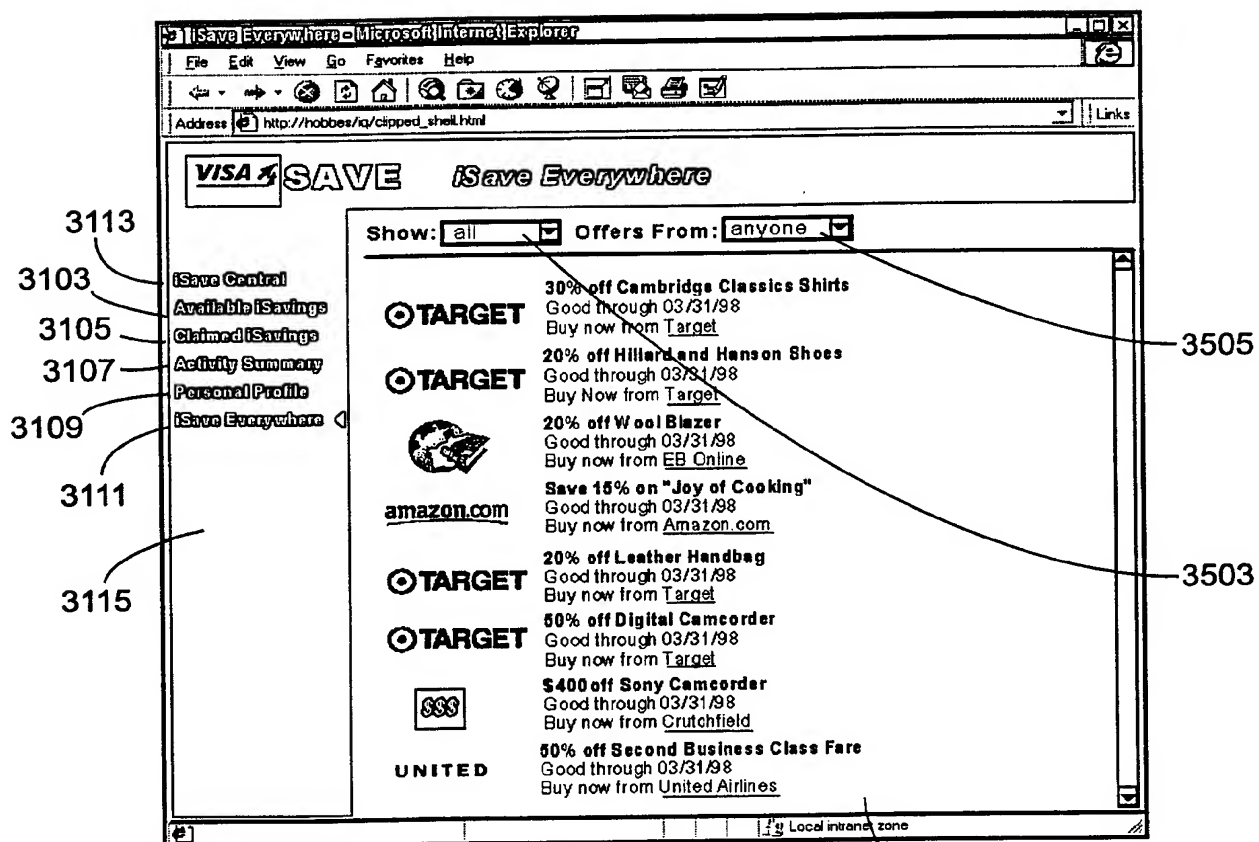 iSave Everywhere - Microsoft Internet Explorer
File Edit View Go Favorites Help
Address http://hobbes/iq/clipped_shell.html Links
VISA SAVE iSave Everywhere
Show: all Offers From: anyone
3113
3103
3105
3107
3109
3111
3115
iSave Central
Available iSavings
Claimed iSavings
Activity Summary
Personal Profile
iSave Everywhere
TARGET
30% off Cambridge Classics Shirts
Good through 03/31/98
Buy now from Target
TARGET
20% off Hillard and Hanson Shoes
Good through 03/31/98
Buy Now from Target
20% off Wool Blazer
Good through 03/31/98
Buy now from EB Online
amazon.com
Save 15% on "Joy of Cooking"
Good through 03/31/98
Buy now from Amazon.com
TARGET
20% off Leather Handbag
Good through 03/31/98
Buy now from Target
TARGET
50% off Digital Camcorder
Good through 03/31/98
Buy now from Target
$$$
$400 off Sony Camcorder
Good through 03/31/98
Buy now from Crutchfield
UNITED
50% off Second Business Class Fare
Good through 03/31/98
Buy now from United Airlines
3505
3503
Local intranet zone